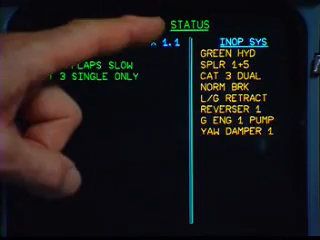 STATUS
1.1
FLAPS SLOW
3 SINGLE ONLY
INOP SYS
GREEN HYD
SPLR 1+5
CAT 3 DUAL
NORM BRK
L/G RETRACT
REVERSER 1
G ENG 1 PUMP
YAW DAMPER 1